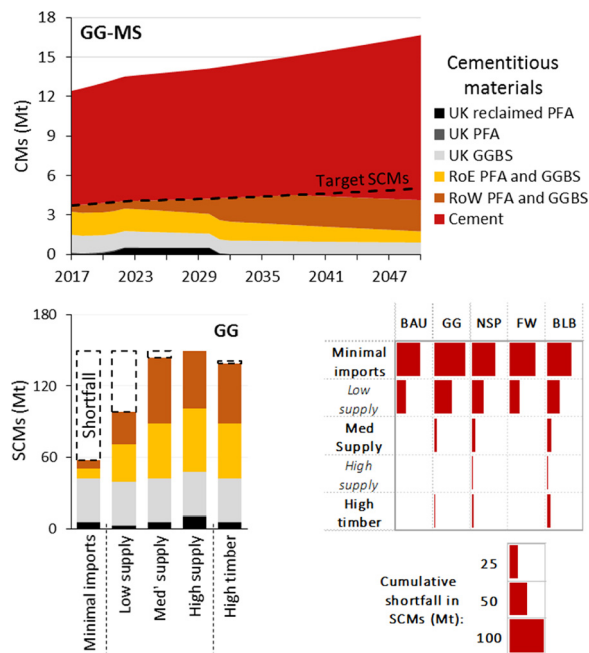 GG-MS
18
15
12
9
6
3
0
CMs (Mt)
Target SCMs
2017
2023
2029
2035
2041
2047
Cementitious
materials
UK reclaimed PFA
UK PFA
UK GGBS
RoE PFA and GGBS
RoW PFA and GGBS
Cement
GG
180
120
60
0
SCMs (Mt)
Shortfall
Minimal imports
Low supply
Med' supply
High supply
High timber
BAU GG NSP FW BLB
Minimal
imports
Low
supply
Med
Supply
High
supply
High
timber
Cumulative
shortfall in
SCMs (Mt):
25
50
100